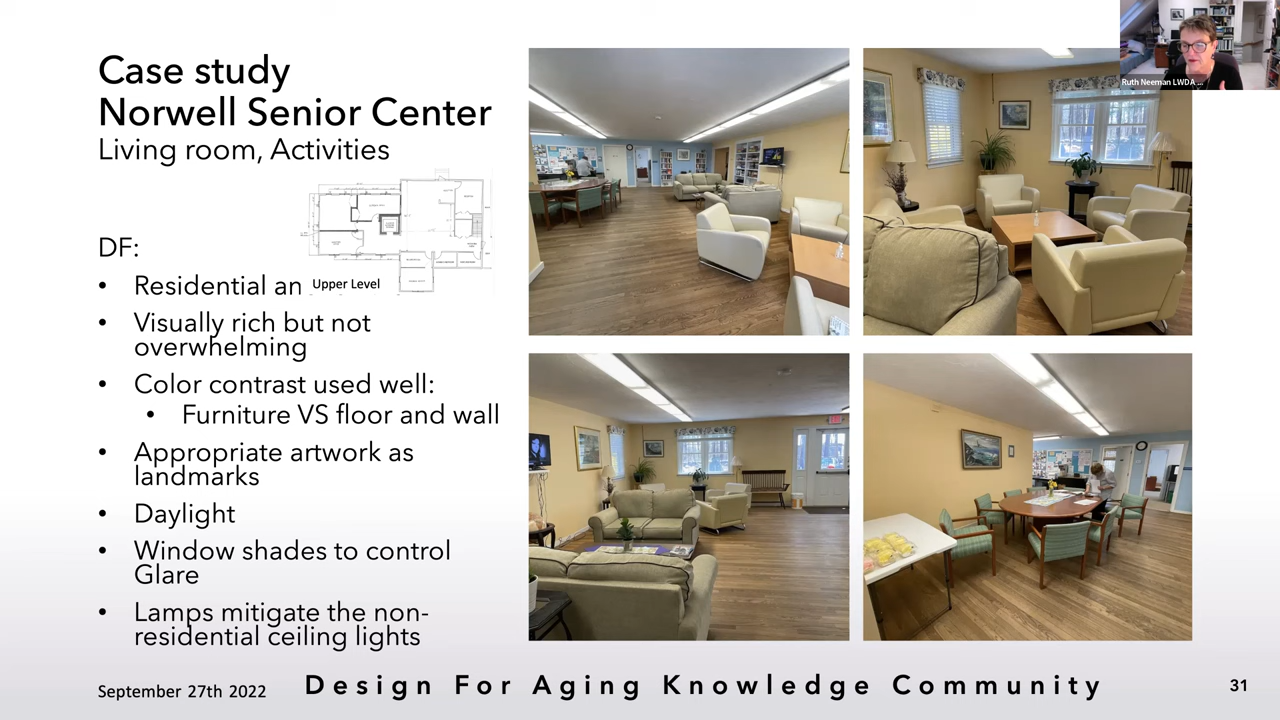 Case study
Norwell Senior Center
Living room, Activities
DF:
• Residential an
Upper Level
• Visually rich but not
overwhelming
• Color contrast used well:
• Furniture VS floor and wall
• Appropriate artwork as
landmarks
• Daylight
• Window shades to control
Glare
• Lamps mitigate the non-
residential ceiling lights
Ruth Neeman LWDA ...
September 27th 2022
Design For Aging Knowledge Community
31